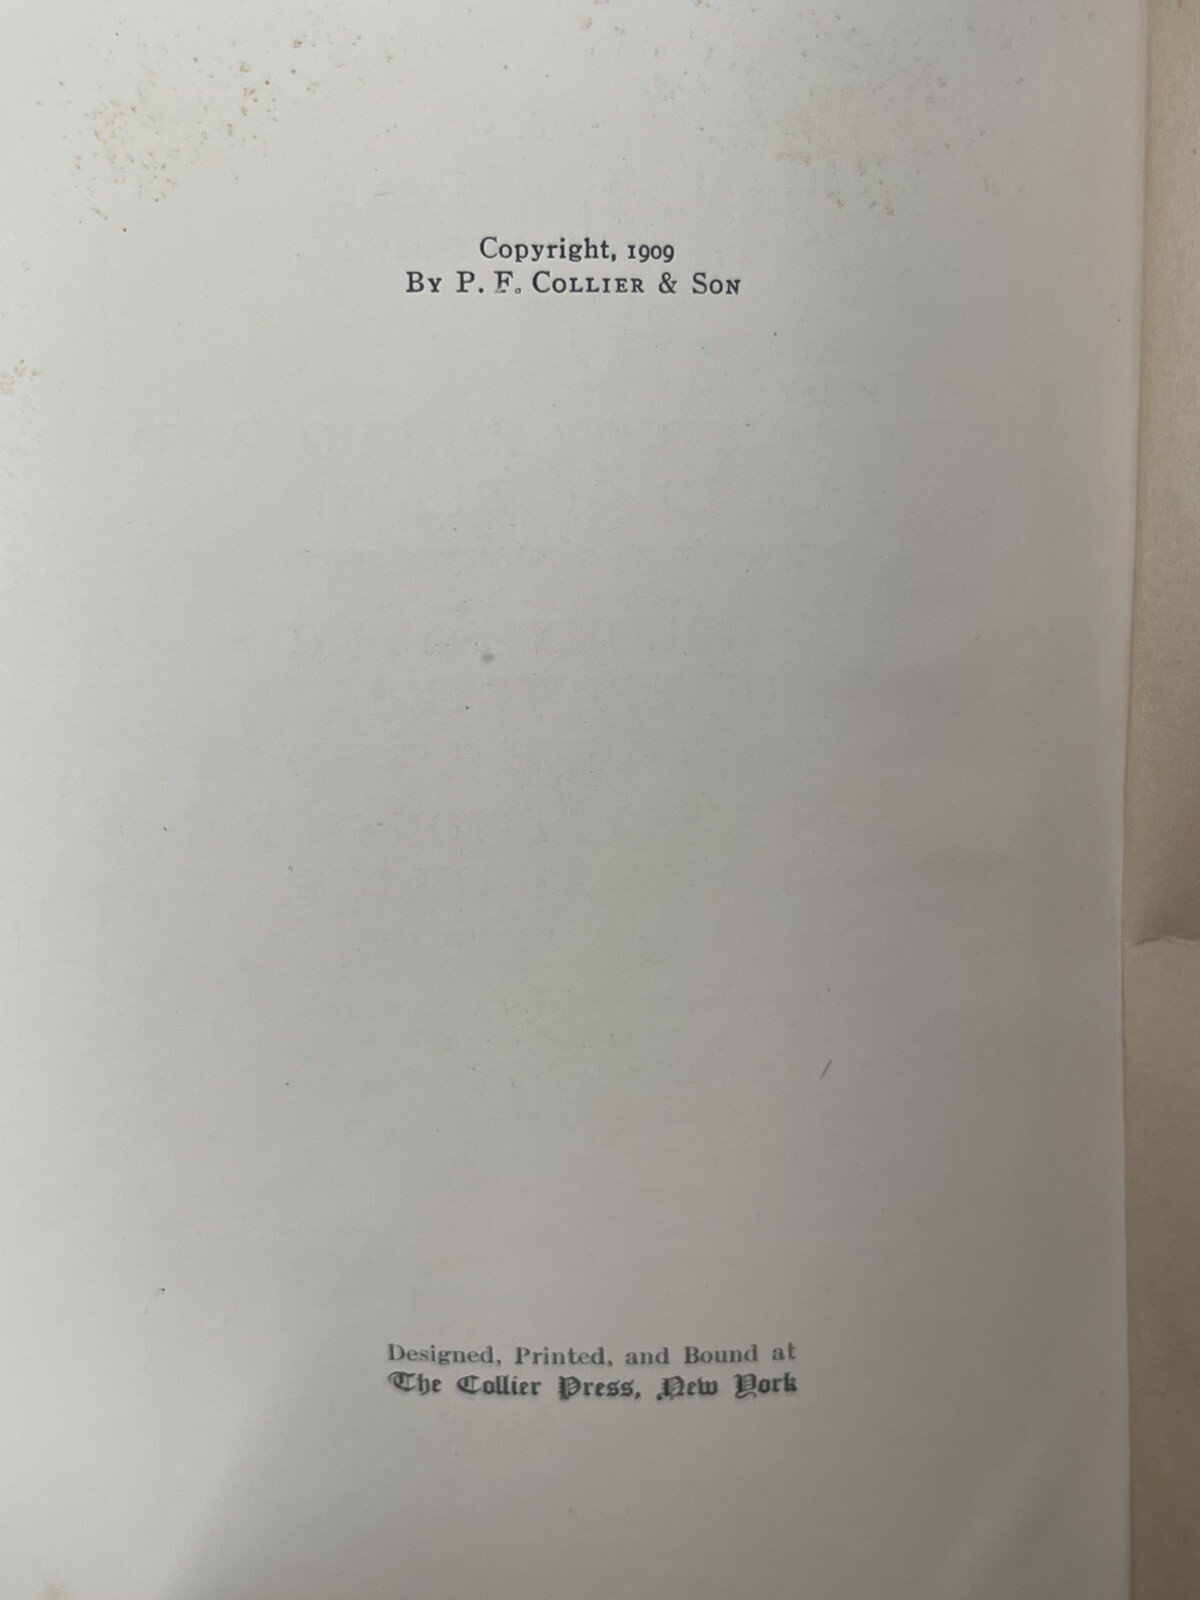 Copyright, 1909
By P. F. Collier & Son
Designed, Printed, and Bound at
The Collier Press, New York